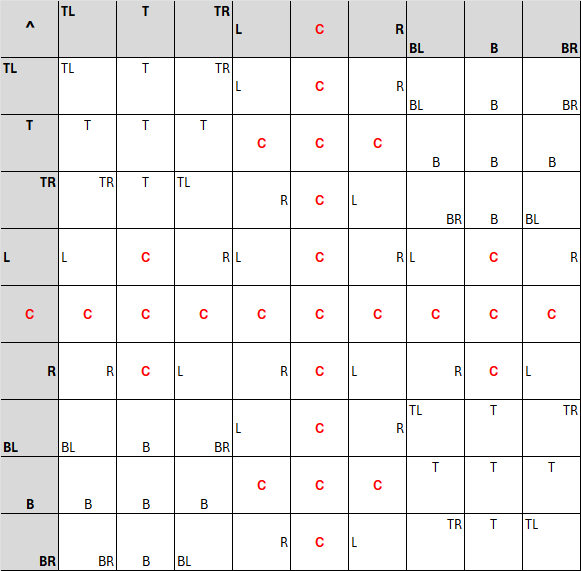 ^ TL T TR L C R BL B BR
TL TL T TR L C R BL B BR
T T T T C C C B B B
TR TR T TL R C L BR B BL
L L C R L C R L C R
C C C C C C C C C C
R R C L R C L R C L
BL BL B BR L C R TL T TR
B B B B C C C T T T
BR BR B BL R C L TR T TL